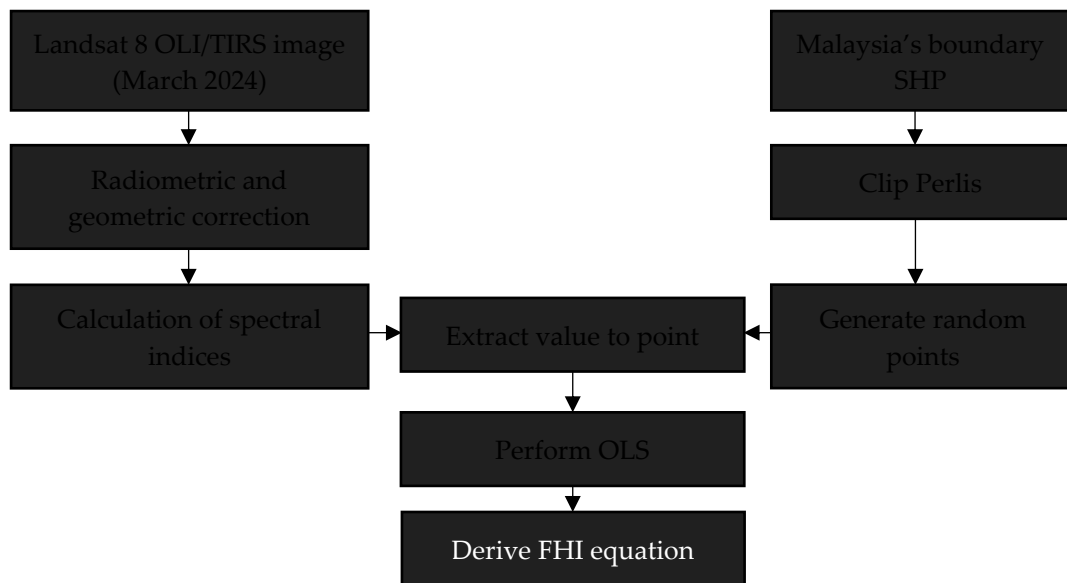 Landsat 8 OLI/TIRS image
(March 2024)
Malaysia’s boundary
SHP
Radiometric and
geometric correction
Clip Perlis
Calculation of spectral
indices
Extract value to point
Generate random
points
Perform OLS
Derive FHI equation